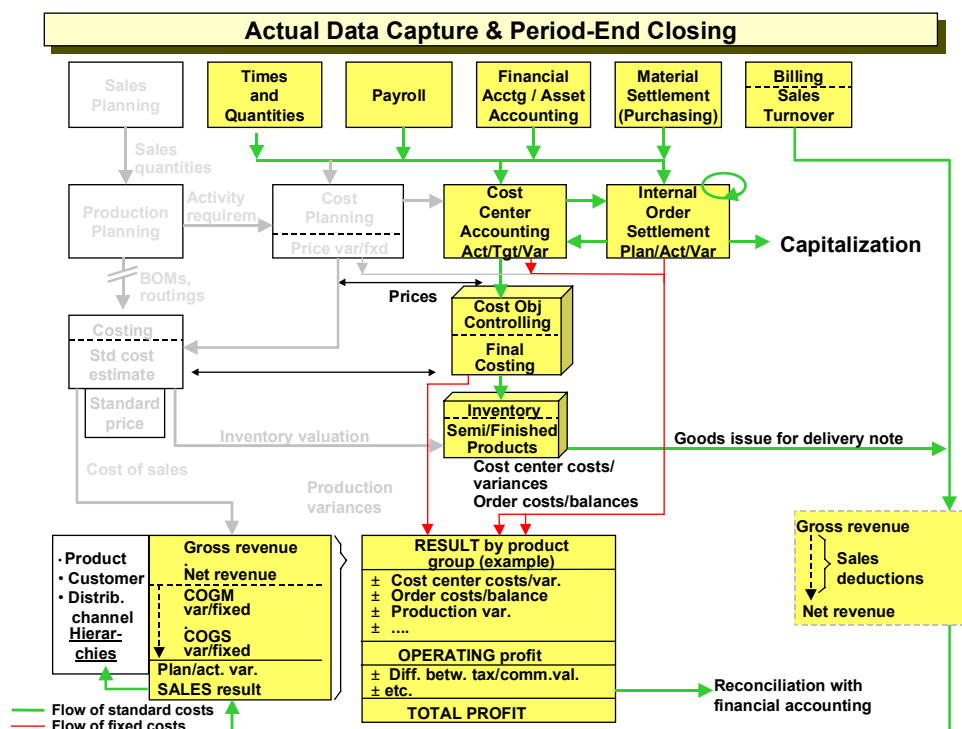 Actual Data Capture & Period-End Closing
Sales
Planning
Times
and
Quantities
Payroll
Financial
Acctg / Asset
Accounting
Material
Settlement
(Purchasing)
Billing
Sales
Turnover
Sales
quantities
Production
Planning
Activity
requirem
Cost
Planning
Price var/fxd
Cost
Center
Accounting
Act/Tgt/Var
Internal
Order
Settlement
Plan/Act/Var
Capitalization
BOMs,
routings
Prices
Cost Obj
Controlling
Final
Costing
Costing
Std cost
estimate
Standard
price
Inventory
Semi/Finished
Products
Inventory valuation
Goods issue for delivery note
Cost of sales
Cost center costs/
variances
Order costs/balances
Production
variances
· Product
• Customer
• Distrib.
channel
Hierar-
chies
Gross revenue
.
Net revenue
COGM
var/fixed
.
COGS
var/fixed
Plan/act. var.
SALES result
RESULT by product
group (example)
± Cost center costs/var.
± Order costs/balance
± Production var.
± ....
OPERATING profit
± Diff. betw. tax/comm.val.
± etc.
TOTAL PROFIT
Gross revenue
Sales
deductions
Net revenue
Reconciliation with
financial accounting
Flow of standard costs
Flow of fixed costs